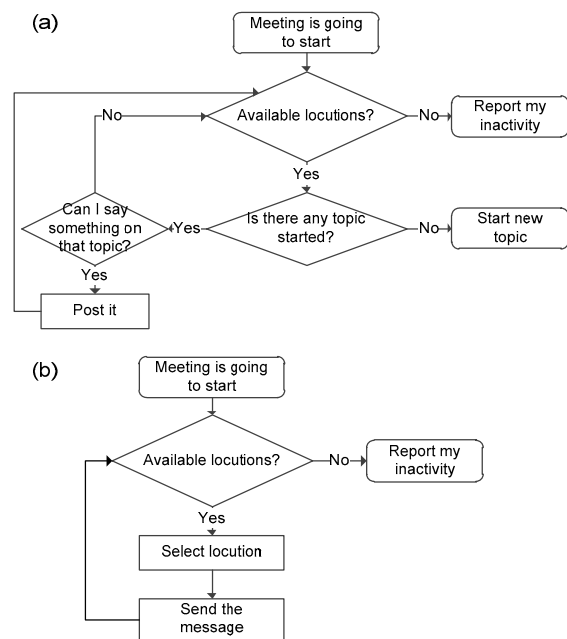 (a)
Meeting is going
to start
Available locutions?
No
No
Report my
inactivity
Yes
Can I say
something on
that topic?
Yes
Is there any topic
started?
No
Start new
topic
Yes
Post it
(b)
Meeting is going
to start
Available locutions?
No
Report my
inactivity
Yes
Select locution
Send the
message